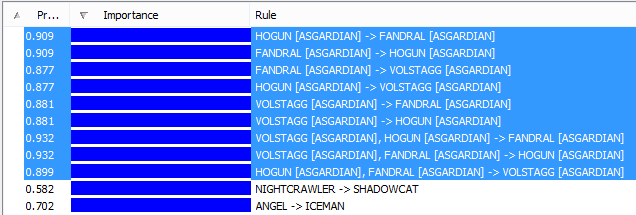 Pr... Importance Rule
0.909 HOGUN [ASGARDIAN] -> FANDRAL [ASGARDIAN]
0.909 FANDRAL [ASGARDIAN] -> HOGUN [ASGARDIAN]
0.877 FANDRAL [ASGARDIAN] -> VOLSTAGG [ASGARDIAN]
0.877 HOGUN [ASGARDIAN] -> VOLSTAGG [ASGARDIAN]
0.881 VOLSTAGG [ASGARDIAN] -> FANDRAL [ASGARDIAN]
0.881 VOLSTAGG [ASGARDIAN] -> HOGUN [ASGARDIAN]
0.932 VOLSTAGG [ASGARDIAN], HOGUN [ASGARDIAN] -> FANDRAL [ASGARDIAN]
0.932 VOLSTAGG [ASGARDIAN], FANDRAL [ASGARDIAN] -> HOGUN [ASGARDIAN]
0.899 HOGUN [ASGARDIAN], FANDRAL [ASGARDIAN] -> VOLSTAGG [ASGARDIAN]
0.582 NIGHTCRAWLER -> SHADOWCAT
0.702 ANGEL -> ICEMAN